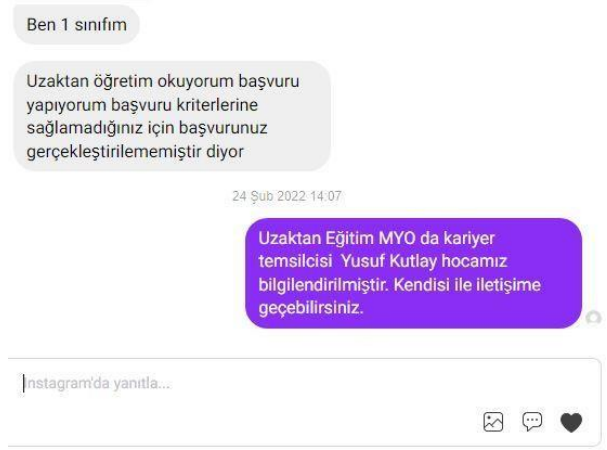 Ben 1 sınıfım
Uzaktan öğretim okuyorum başvuru
yapıyorum başvuru kriterlerine
sağlamadığınız için başvurunuz
gerçekleştirilememiştir diyor
24 Şub 2022 14:07
Uzaktan Eğitim MYO da kariyer
temsilcisi Yusuf Kutlay hocamız
bilgilendirilmiştir. Kendisi ile iletişime
geçebilirsiniz.
Instagram'da yanıtla...